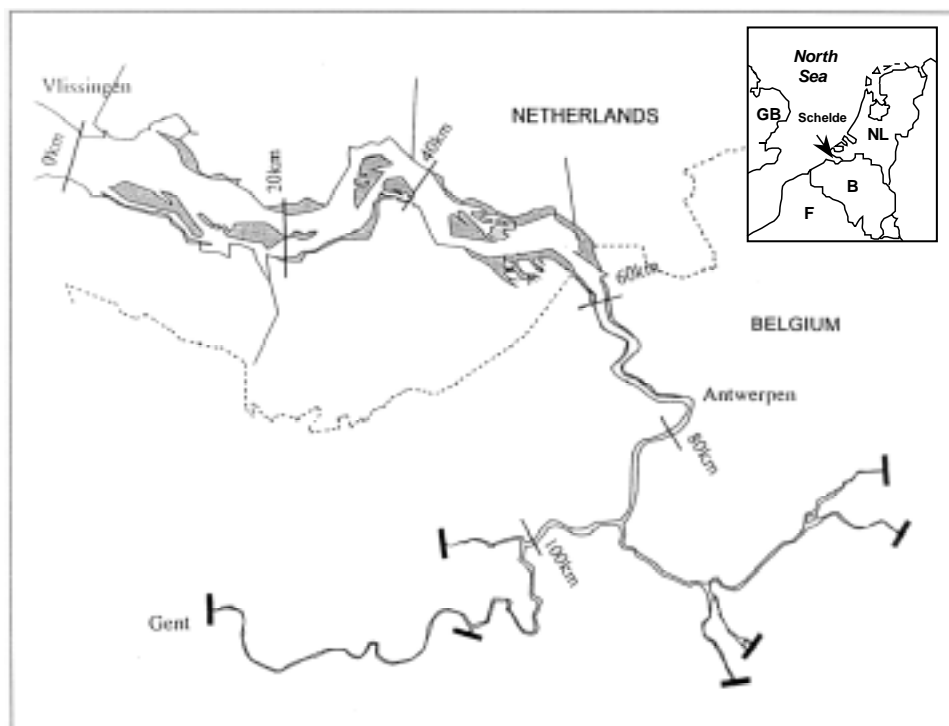 Vlissingen
0km
20km
40km
NETHERLANDS
60km
BELGIUM
Antwerpen
80km
100km
Gent
North
Sea
GB
Schelde
NL
B
F